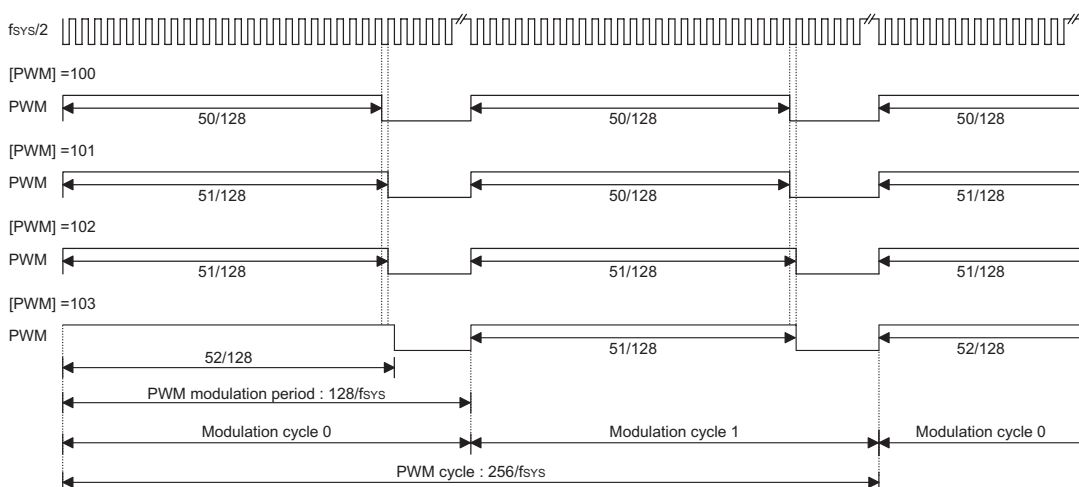 fSYS/2
[PWM] =100
PWM
50/128 50/128 50/128
[PWM] =101
PWM
51/128 50/128 51/128
[PWM] =102
PWM
51/128 51/128 51/128
[PWM] =103
PWM
52/128 51/128 52/128
PWM modulation period : 128/fSYS
Modulation cycle 0 Modulation cycle 1 Modulation cycle 0
PWM cycle : 256/fSYS